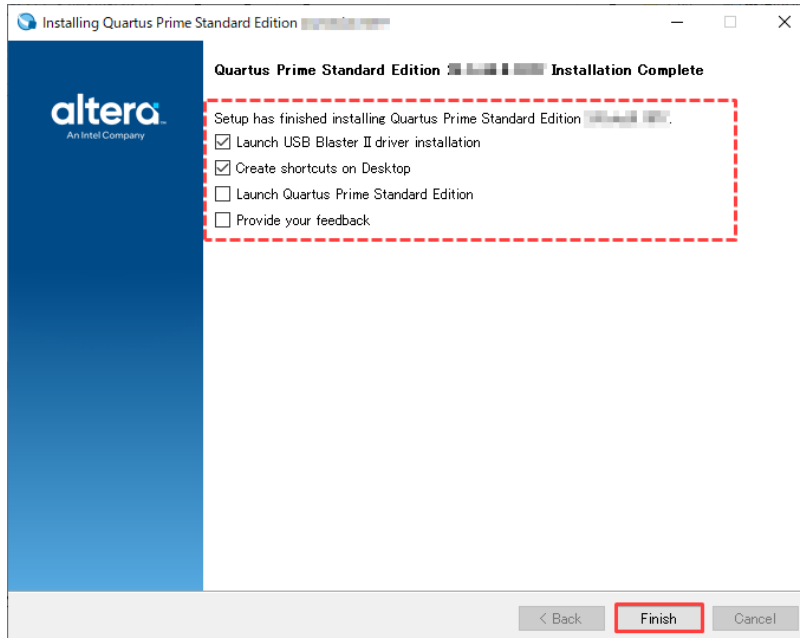 Installing Quartus Prime Standard Edition
Quartus Prime Standard Edition Installation Complete
altera
An Intel Company
Setup has finished installing Quartus Prime Standard Edition .
Launch USB Blaster II driver installation
Create shortcuts on Desktop
Launch Quartus Prime Standard Edition
Provide your feedback
< Back
Finish
Cancel